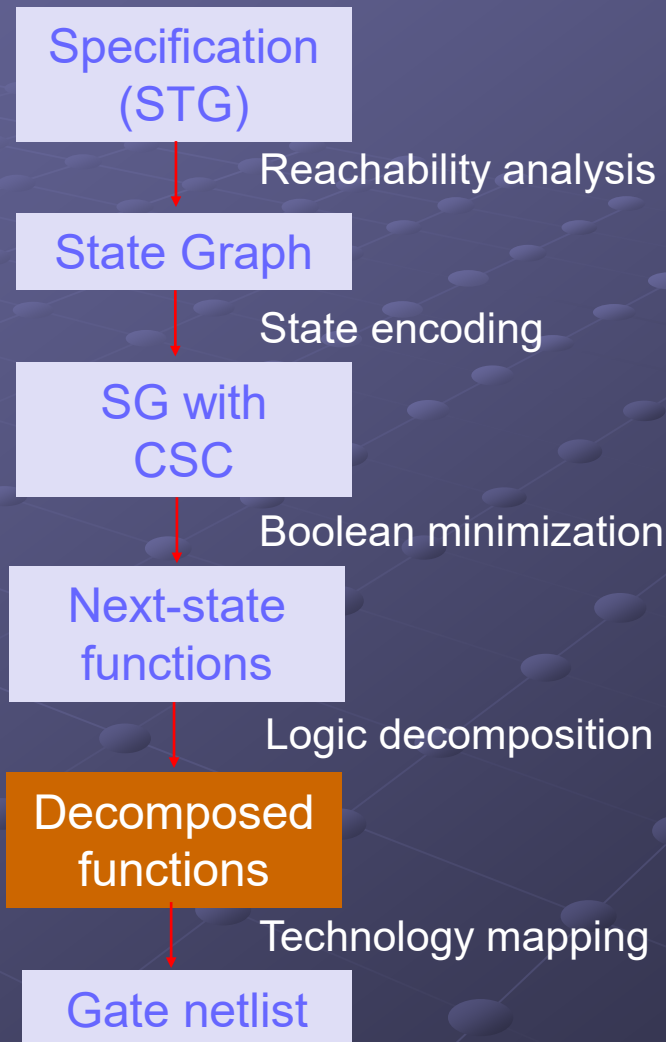 Specification
(STG)
Reachability analysis
State Graph
State encoding
SG with
CSC
Boolean minimization
Next-state
functions
Logic decomposition
Decomposed
functions
Technology mapping
Gate netlist